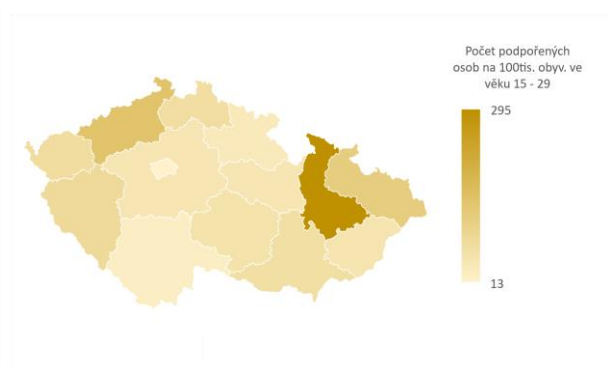 Počet podpořených
osob na 100tis. obyv. ve
věku 15 - 29
295
13